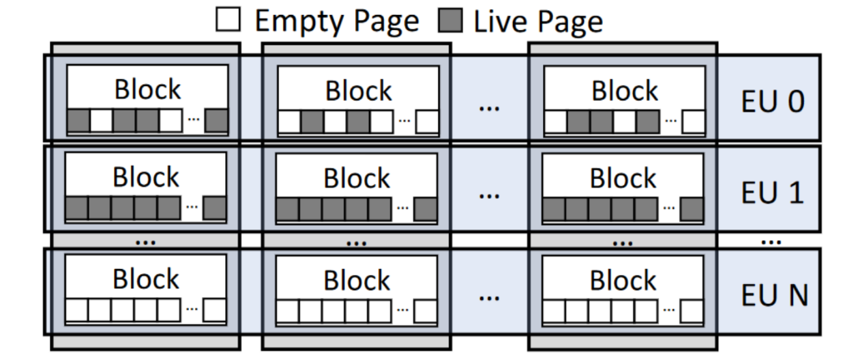 Empty Page Live Page
Block Block ... Block EU 0
... ... ...
Block Block ... Block EU 1
... ... ...
... ... ... ...
Block Block ... Block EU N
... ... ...